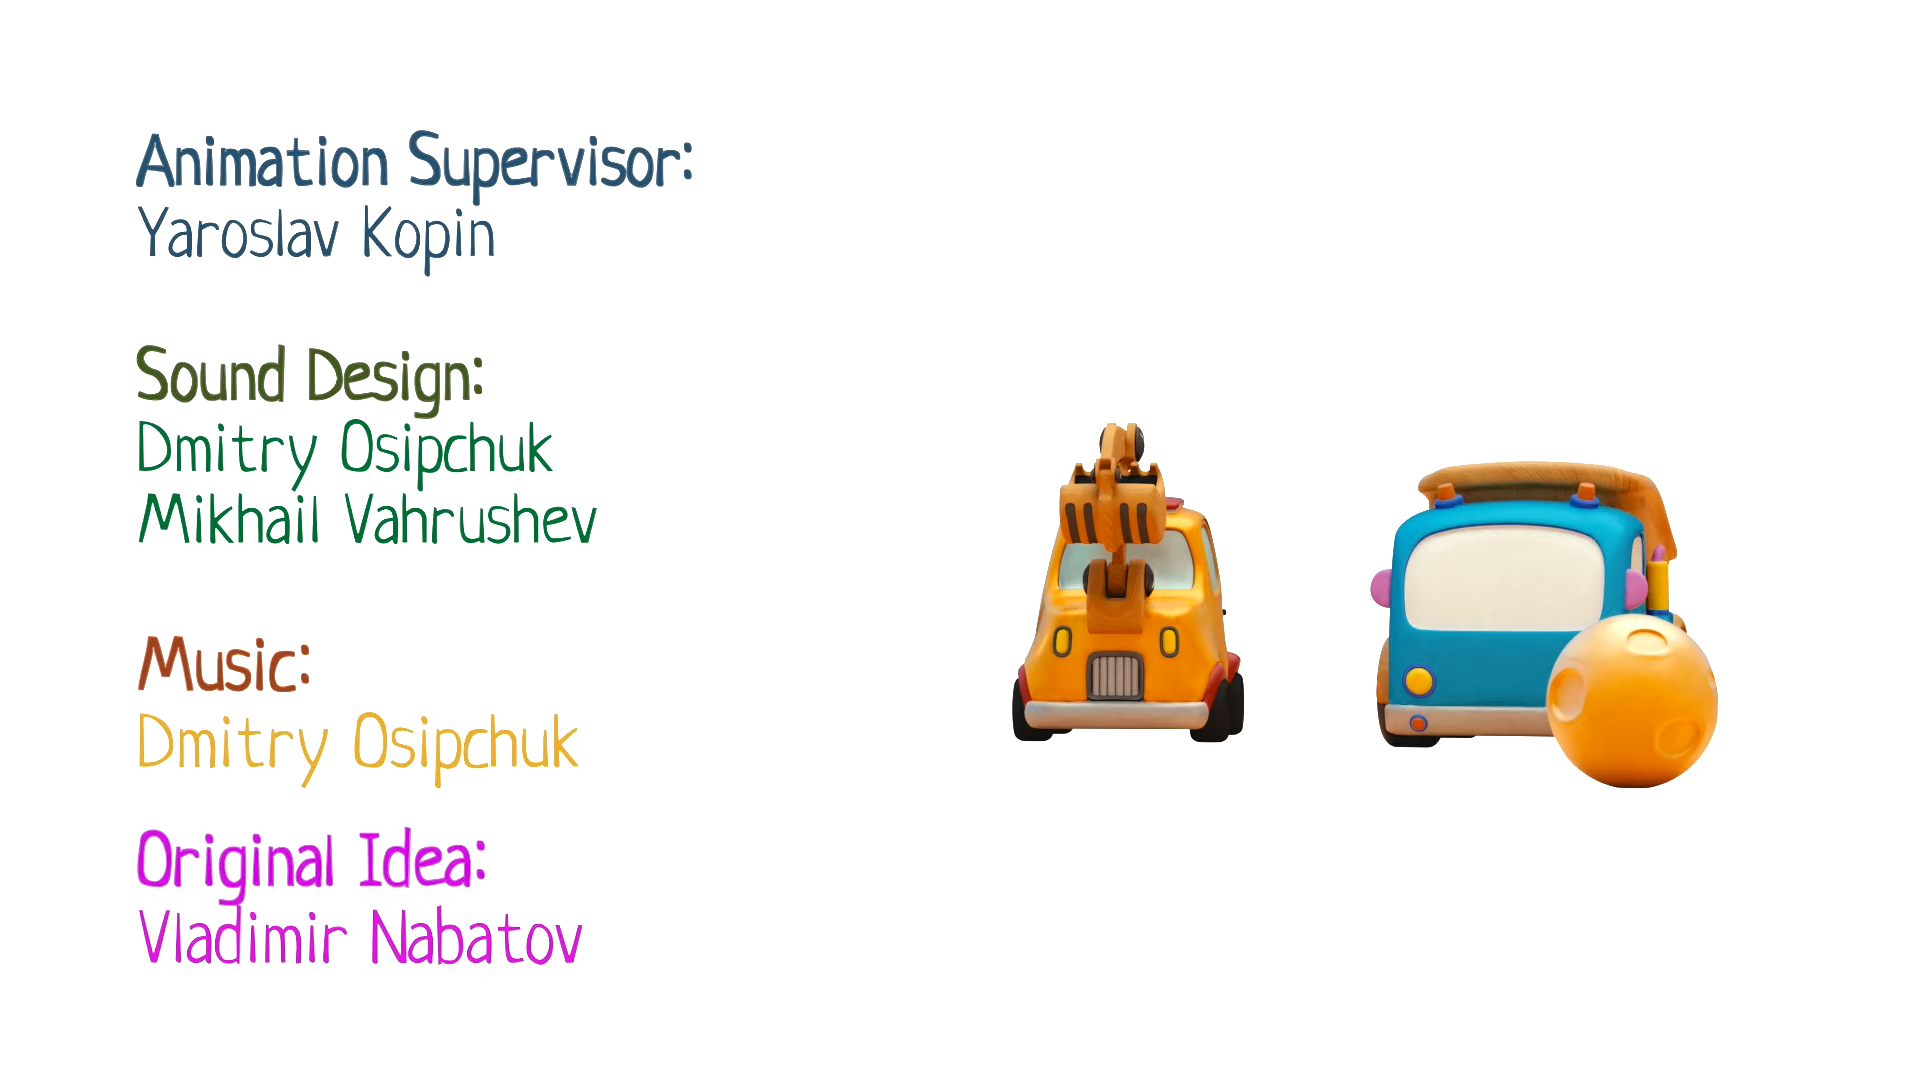 Animation Supervisor:
Yaroslav Kopin
Sound Design:
Dmitry Osipchuk
Mikhail Vahrushev
Music:
Dmitry Osipchuk
Original Idea:
Vladimir Nabatov